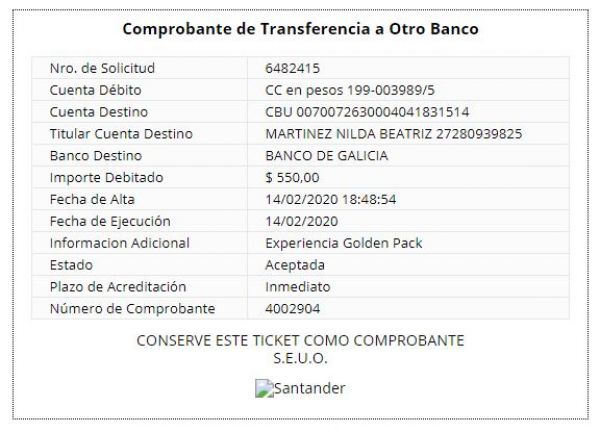 Comprobante de Transferencia a Otro Banco
Nro. de Solicitud 6482415
Cuenta Débito CC en pesos 199-003989/5
Cuenta Destino CBU 0070072630004041831514
Titular Cuenta Destino MARTINEZ NILDA BEATRIZ 27280939825
Banco Destino BANCO DE GALICIA
Importe Debitado $ 550,00
Fecha de Alta 14/02/2020 18:48:54
Fecha de Ejecución 14/02/2020
Informacion Adicional Experiencia Golden Pack
Estado Aceptada
Plazo de Acreditación Inmediato
Número de Comprobante 4002904
CONSERVE ESTE TICKET COMO COMPROBANTE
S.E.U.O.
Santander